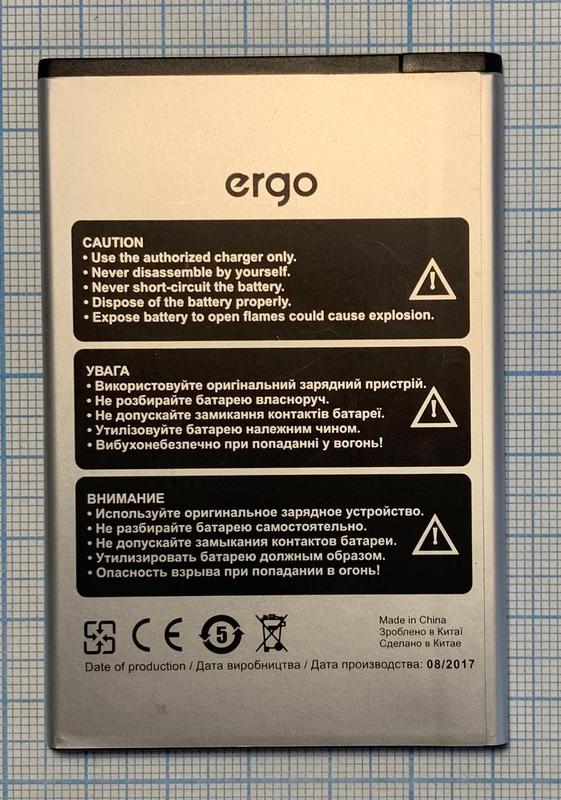 ergo
CAUTION
• Use the authorized charger only.
• Never disassemble by yourself.
• Never short-circuit the battery.
• Dispose of the battery properly.
• Expose battery to open flames could cause explosion.
УВАГА
• Використовуйте оригінальний зарядний пристрій.
• Не розбирайте батарею власноруч.
• Не допускайте замикання контактів батареї.
• Утилізовуйте батарею належним чином.
• Вибухонебезпечно при попаданні у вогонь!
ВНИМАНИЕ
• Используйте оригинальное зарядное устройство.
• Не разбирайте батарею самостоятельно.
• Не допускайте замыкания контактов батареи.
• Утилизировать батарею должным образом.
• Опасность взрыва при попадании в огонь!
CE 5
Made in China
Зроблено в Китаї
Сделано в Китае
Date of production / Дата виробництва / Дата производства: 08/2017